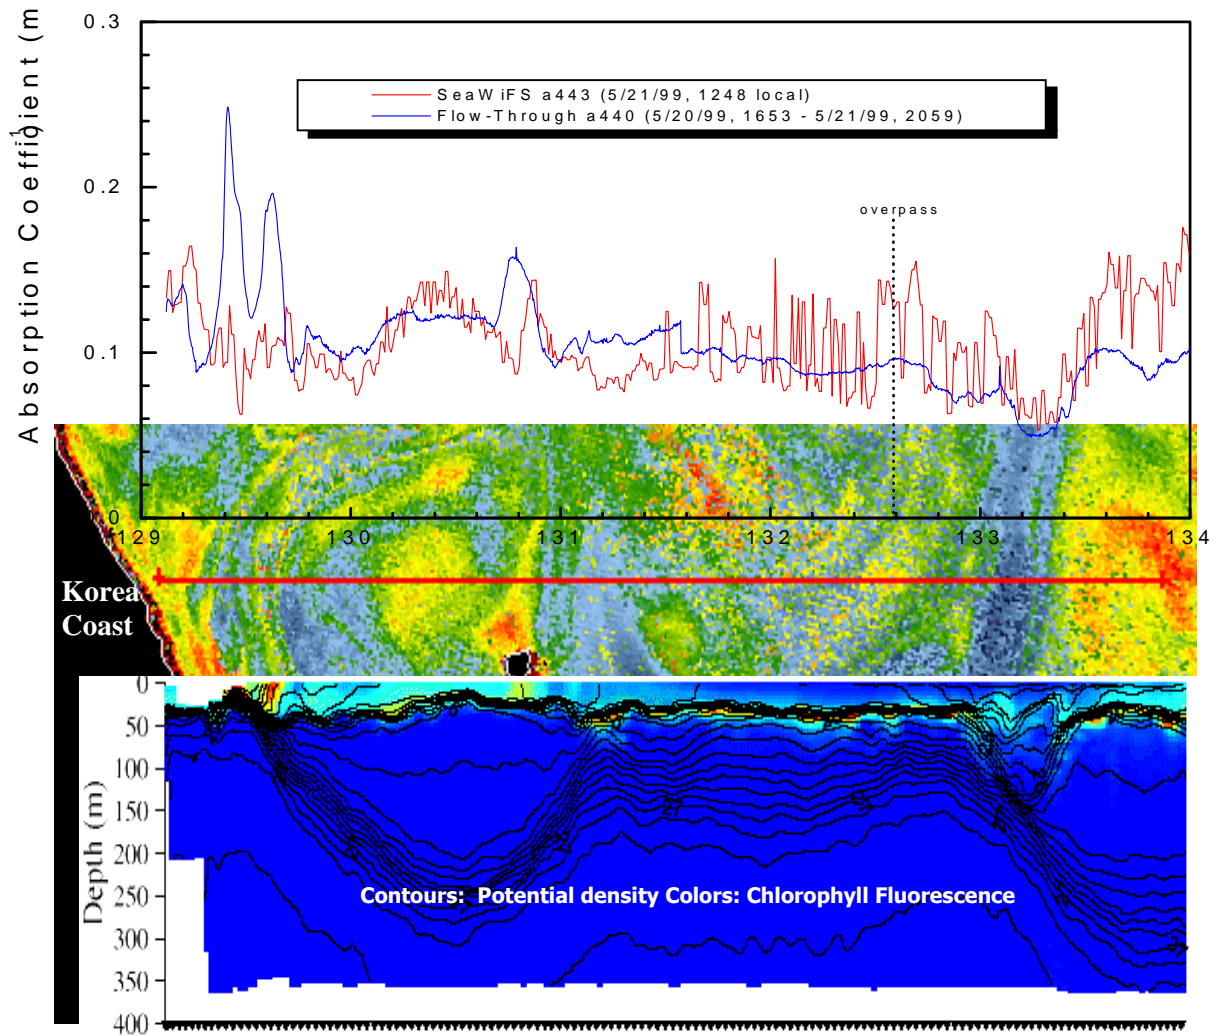 0.3
Absorption Coefficient (m
-1
)
SeaWiFS a443 (5/21/99, 1248 local)
Flow-Through a440 (5/20/99, 1653 - 5/21/99, 2059)
0.2
overpass
0.1
0
129
130
131
132
133
134
Korea
Coast
0
50
100
150
200
250
300
350
400
Depth (m)
27
Contours: Potential density Colors: Chlorophyll Fluorescence